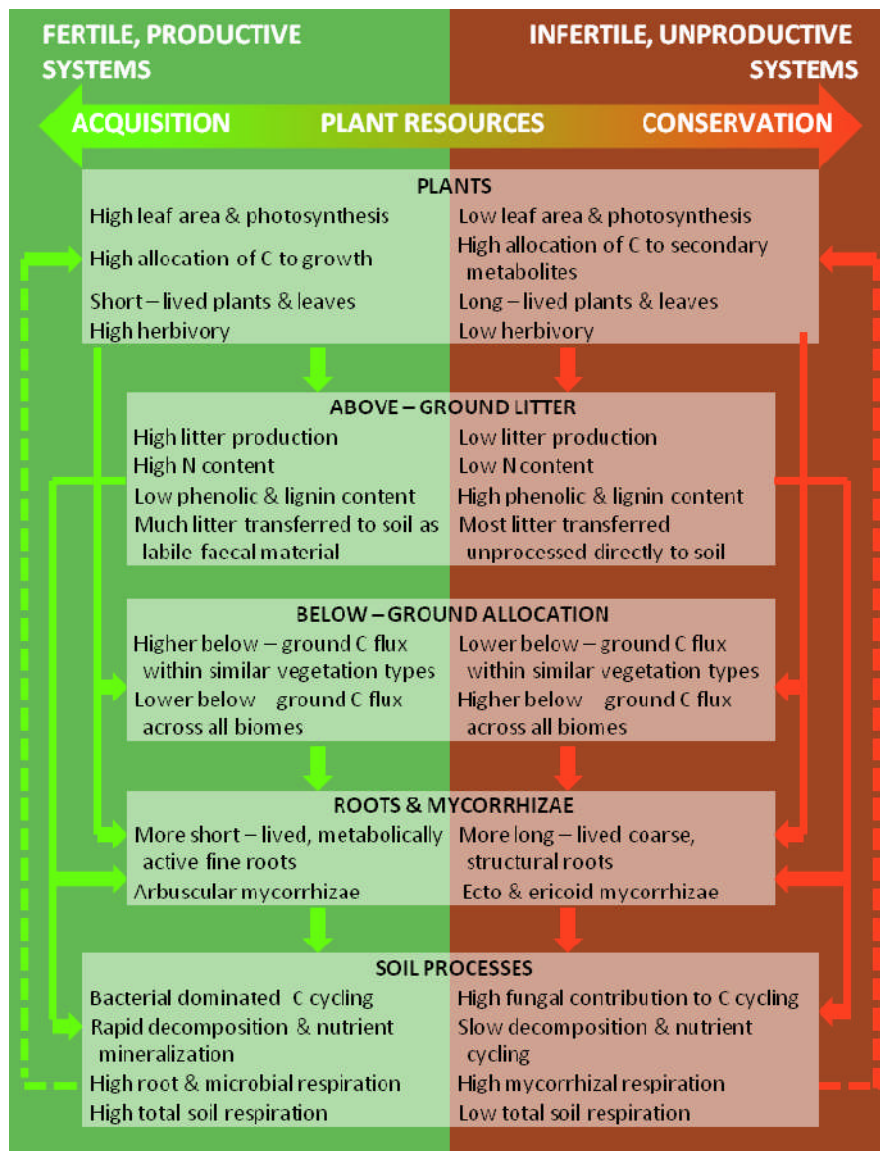 FERTILE, PRODUCTIVE
SYSTEMS
INFERTILE, UNPRODUCTIVE
SYSTEMS
ACQUISITION PLANT RESOURCES CONSERVATION
PLANTS
High leaf area & photosynthesis
High allocation of C to growth
Short – lived plants & leaves
High herbivory
Low leaf area & photosynthesis
High allocation of C to secondary
metabolites
Long – lived plants & leaves
Low herbivory
ABOVE – GROUND LITTER
High litter production
High N content
Low phenolic & lignin content
Much litter transferred to soil as
labile faecal material
Low litter production
Low N content
High phenolic & lignin content
Most litter transferred
unprocessed directly to soil
BELOW – GROUND ALLOCATION
Higher below – ground C flux
within similar vegetation types
Lower below ground C flux
across all biomes
Lower below – ground C flux
within similar vegetation types
Higher below ground C flux
across all biomes
ROOTS & MYCORRHIZAE
More short – lived, metabolically
active fine roots
Arbuscular mycorrhizae
More long – lived coarse,
structural roots
Ecto & ericoid mycorrhizae
SOIL PROCESSES
Bacterial dominated C cycling
Rapid decomposition & nutrient
mineralization
High root & microbial respiration
High total soil respiration
High fungal contribution to C cycling
Slow decomposition & nutrient
cycling
High mycorrhizal respiration
Low total soil respiration